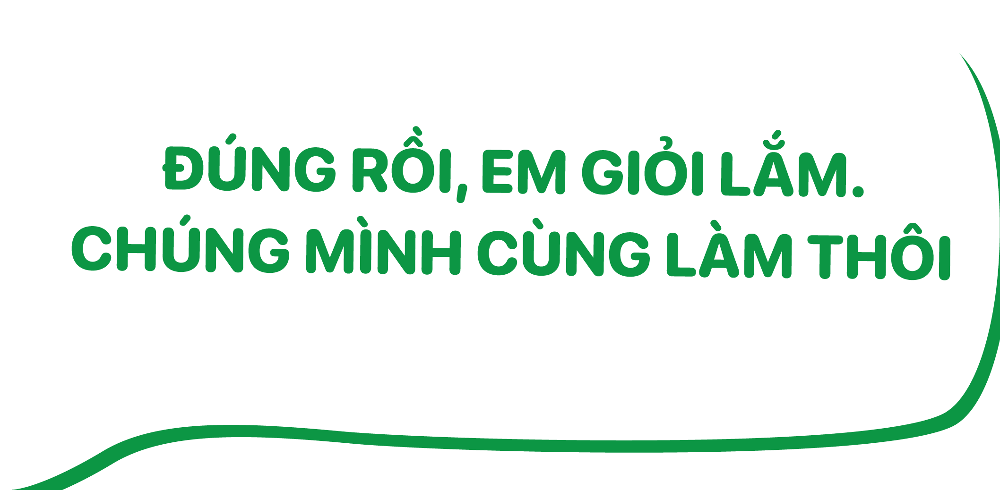 ĐÚNG RỒI, EM GIỎI LẮM.
CHÚNG MÌNH CÙNG LÀM THÔI